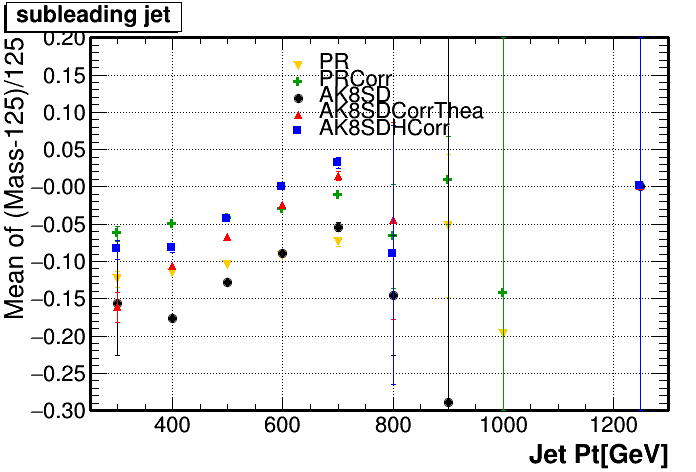 subleading jet
Mean of (Mass-125)/125
0.20
0.15
0.10
0.05
−0.00
−0.05
−0.10
−0.15
−0.20
−0.25
−0.30
PR
PRCorr
AK8SD
AK8SDCorrThea
AK8SDHCorr
400 600 800 1000 1200
Jet Pt[GeV]